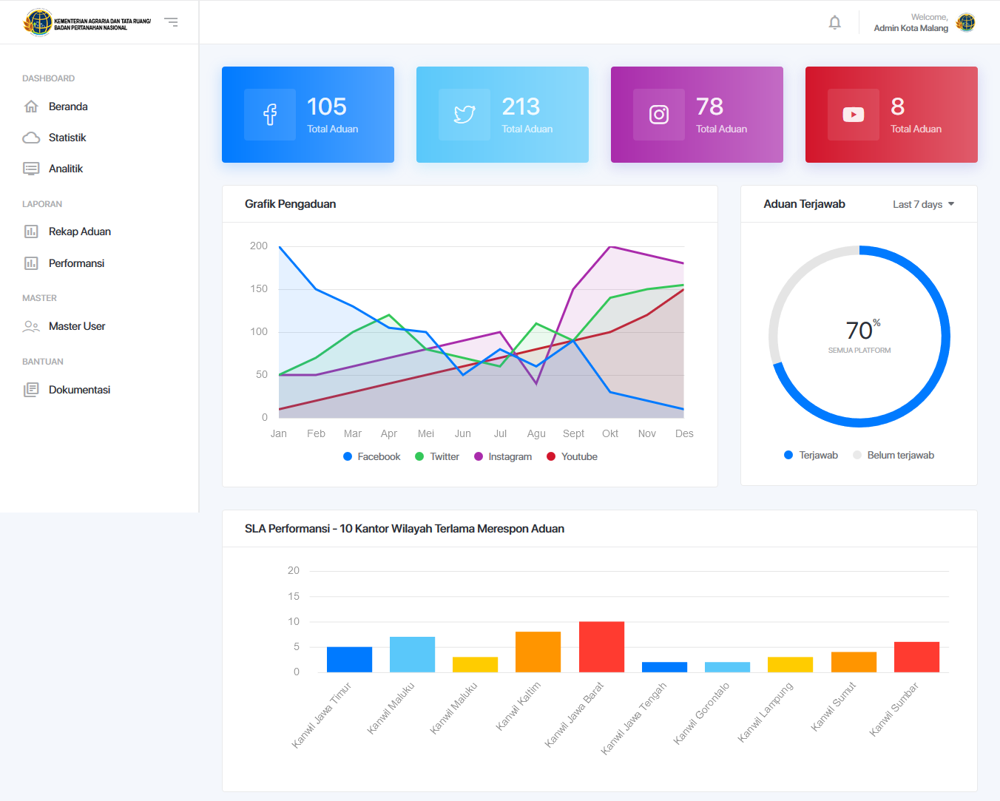 KEMENTERIAN AGRARIA DAN TATA RUANG/
BADAN PERTANAHAN NASIONAL
Welcome,
Admin Kota Malang
DASHBOARD
Beranda
Statistik
Analitik
LAPORAN
Rekap Aduan
Performansi
MASTER
Master User
BANTUAN
Dokumentasi
105
Total Aduan
213
Total Aduan
78
Total Aduan
8
Total Aduan
Grafik Pengaduan
200
150
100
50
0
Jan Feb Mar Apr Mei Jun Jul Agu Sept Okt Nov Des
Facebook Twitter Instagram Youtube
Aduan Terjawab Last 7 days
70%
SEMUA PLATFORM
Terjawab Belum terjawab
SLA Performansi - 10 Kantor Wilayah Terlama Merespon Aduan
20
15
10
5
0
Kanwil Jawa Timur
Kanwil Maluku
Kanwil Maluku
Kanwil Kaltim
Kanwil Jawa Barat
Kanwil Jawa Tengah
Kanwil Gorontalo
Kanwil Lampung
Kanwil Sumut
Kanwil Sumbar